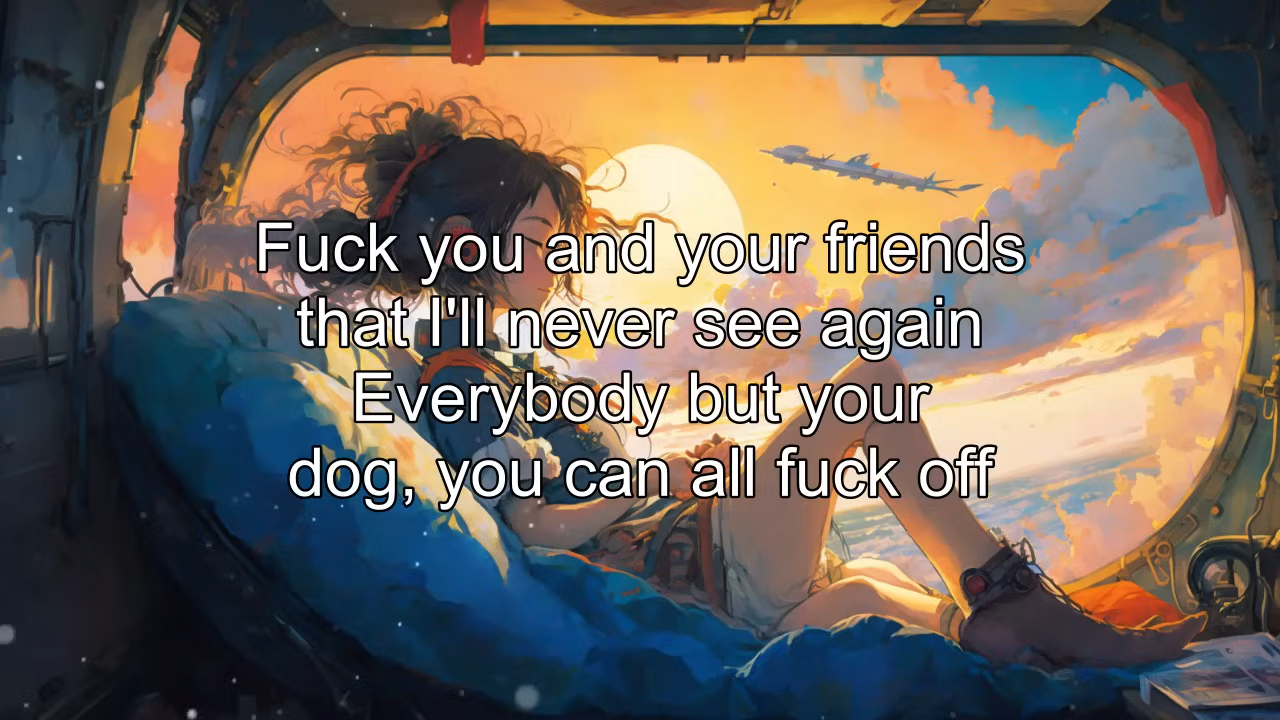 Fuck you and your friends
that I'll never see again
Everybody but your
dog, you can all fuck off